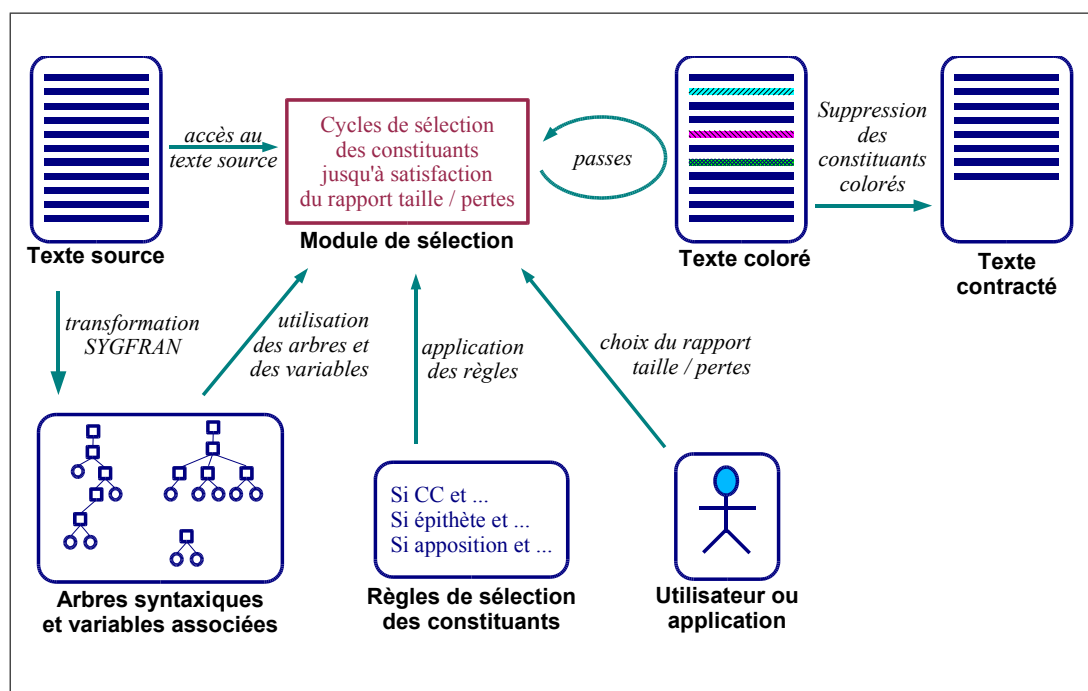 accès au
texte source
Cycles de sélection
des constituants
jusqu'à satisfaction
du rapport taille / pertes
passes
Suppression
des
constituants
colorés
Texte source
Module de sélection
Texte coloré
Texte
contracté
transformation
SYGFRAN
utilisation
des arbres et
des variables
application
des règles
choix du rapport
taille / pertes
Si CC et ...
Si épithète et ...
Si apposition et ...
Arbres syntaxiques
et variables associées
Règles de sélection
des constituants
Utilisateur ou
application